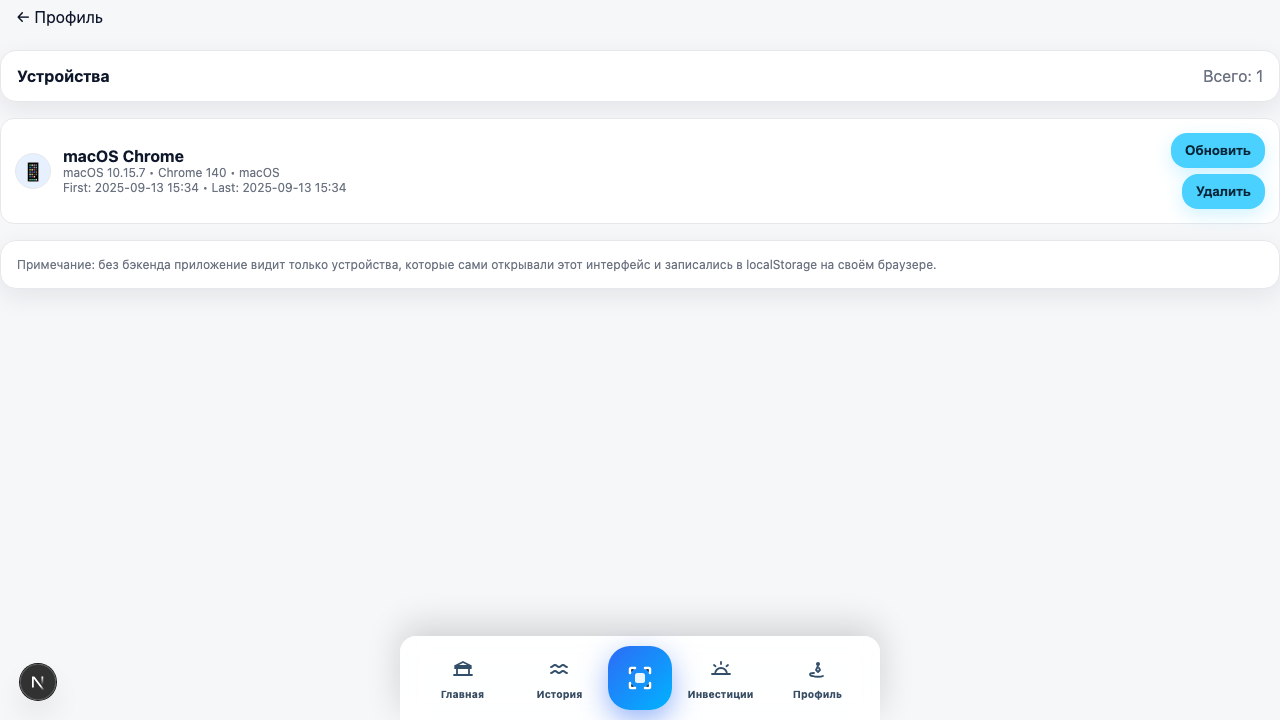 ← Профиль
Устройства
Всего: 1
macOS Chrome
macOS 10.15.7 • Chrome 140 • macOS
First: 2025-09-13 15:34 • Last: 2025-09-13 15:34
Обновить
Удалить
Примечание: без бэкенда приложение видит только устройства, которые сами открывали этот интерфейс и записались в localStorage на своём браузере.
N
Главная
История
Инвестиции
Профиль